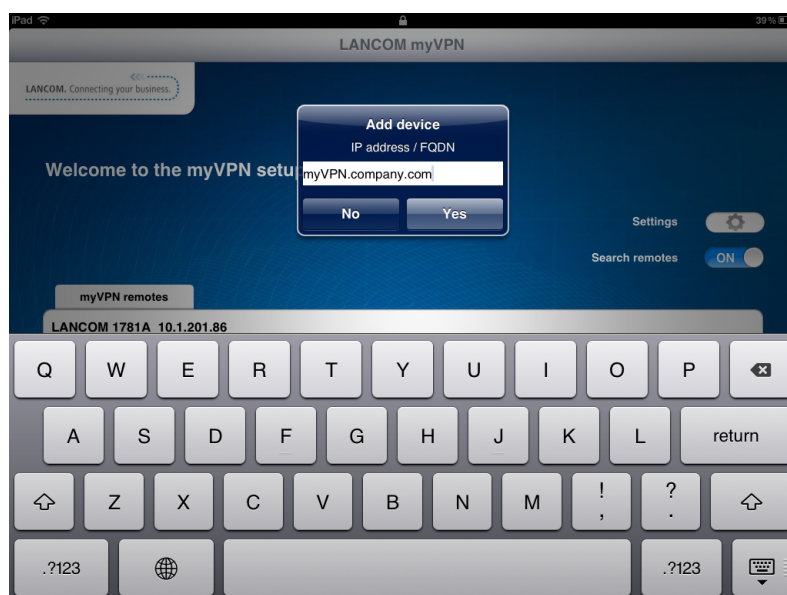 iPad 39 %
LANCOM myVPN
LANCOM. Connecting your business.
Add device
IP address / FQDN
Welcome to the myVPN setu
myVPN.company.com
No Yes
Settings
Search remotes ON
myVPN remotes
LANCOM 1781A 10.1.201.86
Q W E R T Y U I O P
A S D F G H J K L return
Z X C V B N M ! , ? .
.?123 .?123